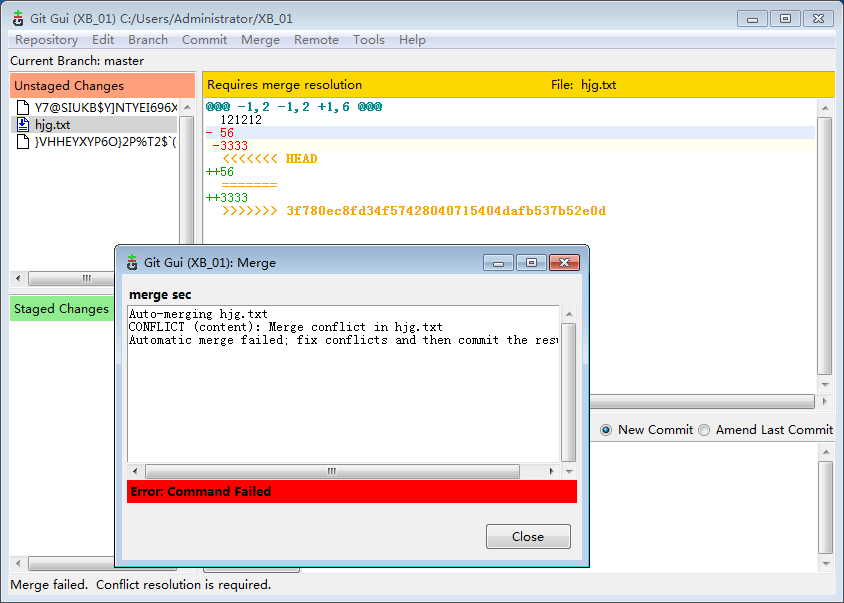 Git Gui (XB_01) C:/Users/Administrator/XB_01
Repository Edit Branch Commit Merge Remote Tools Help
Current Branch: master
Unstaged Changes
Requires merge resolution File: hjg.txt
Y7@SIUKB$Y]NTYEI696X
hjg.txt
}VHHEYXYP6O}2P%T2$`(
@@@ -1,2 -1,2 +1,6 @@@
121212
- 56
-3333
<<<<<<< HEAD
++56
=======
++3333
>>>>>>> 3f780ec8fd34f57428040715404dafb537b52e0d
Git Gui (XB_01): Merge
merge sec
Auto-merging hjg.txt
CONFLICT (content): Merge conflict in hjg.txt
Automatic merge failed; fix conflicts and then commit the
Error: Command Failed
Close
Staged Changes
New Commit Amend Last Commit
Merge failed. Conflict resolution is required.